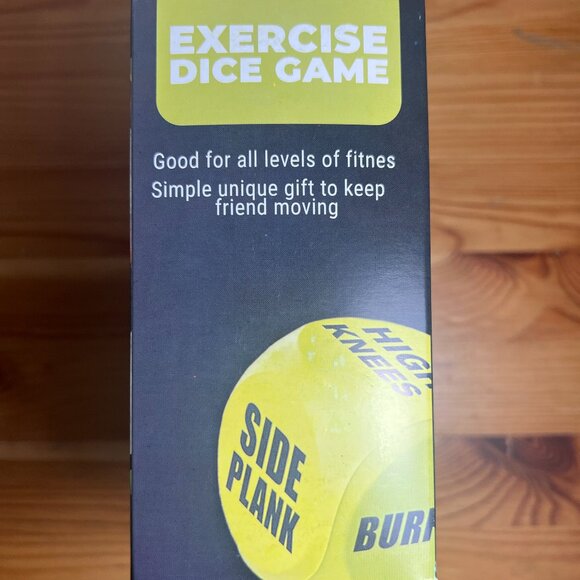 EXERCISE
DICE GAME
Good for all levels of fitnes
Simple unique gift to keep
friend moving
HIGH
KNEES
SIDE
PLANK
BURP